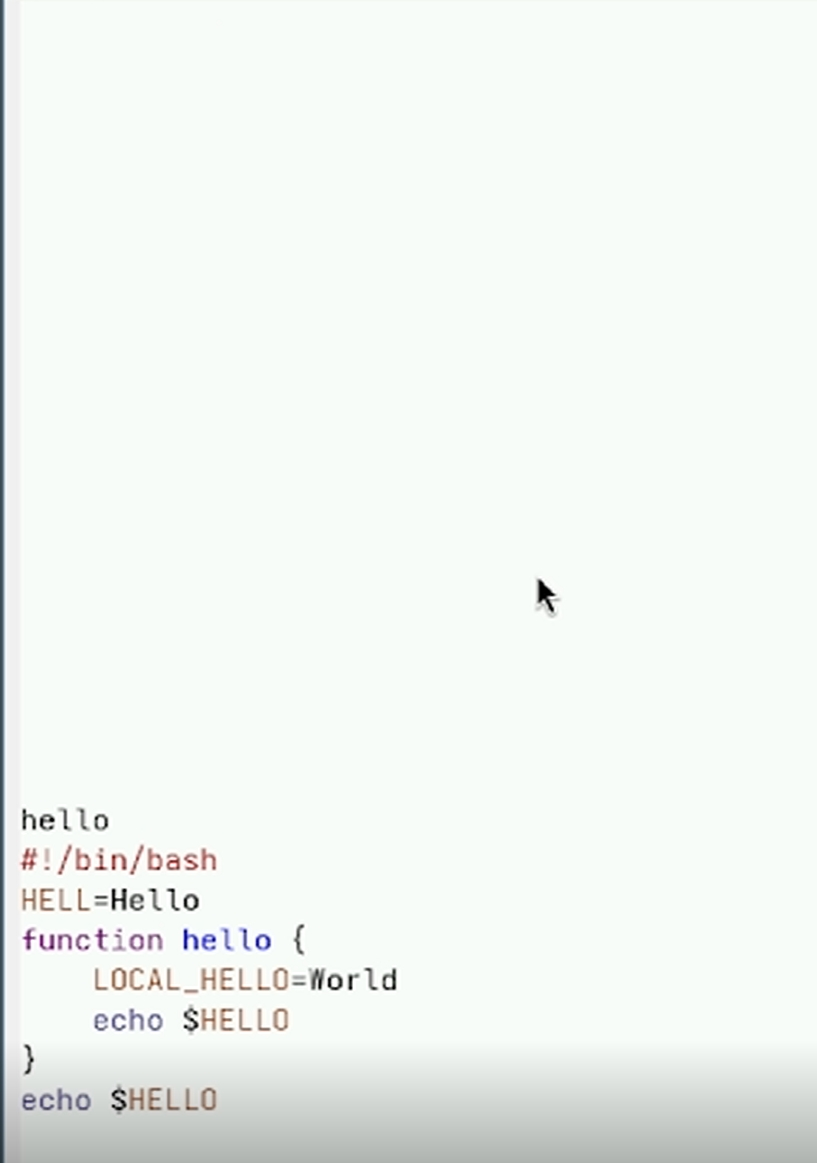 hello
#!/bin/bash
HELL=Hello
function hello {
    LOCAL_HELLO=World
    echo $HELLO
}
echo $HELLO